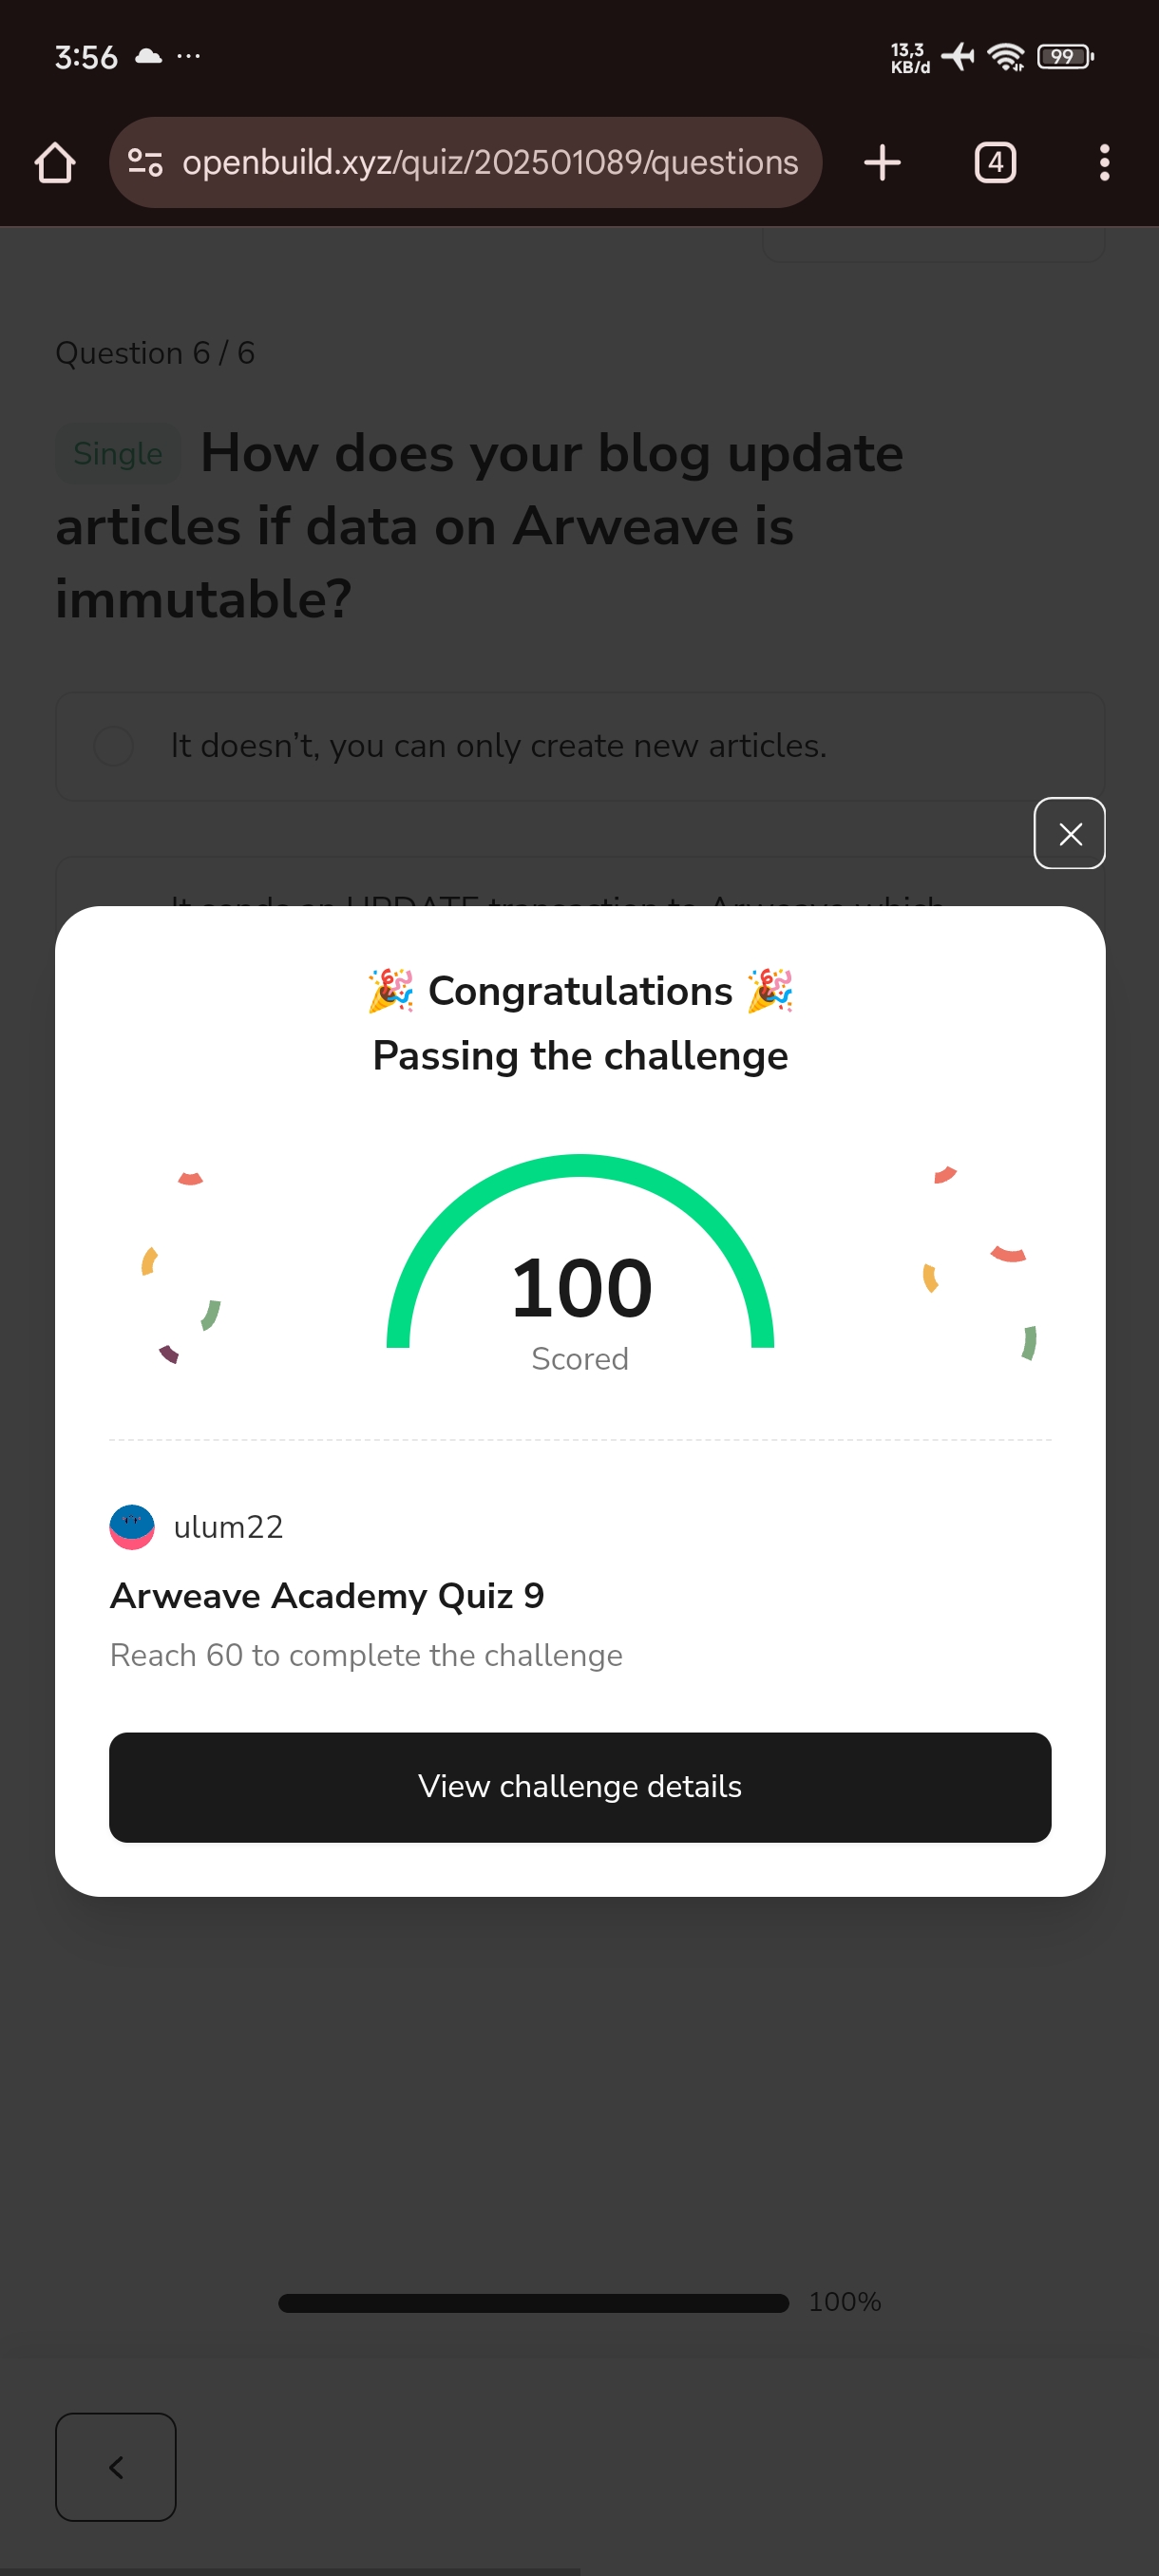 3:56 ...
13,3
KB/d
99
openbuild.xyz/quiz/202501089/questions
4
Question 6 / 6
Single How does your blog update
articles if data on Arweave is
immutable?
It doesn’t, you can only create new articles.
It sends an UPDATE transaction to Arweave which
🎉 Congratulations 🎉
Passing the challenge
100
Scored
ulum22
Arweave Academy Quiz 9
Reach 60 to complete the challenge
View challenge details
100%